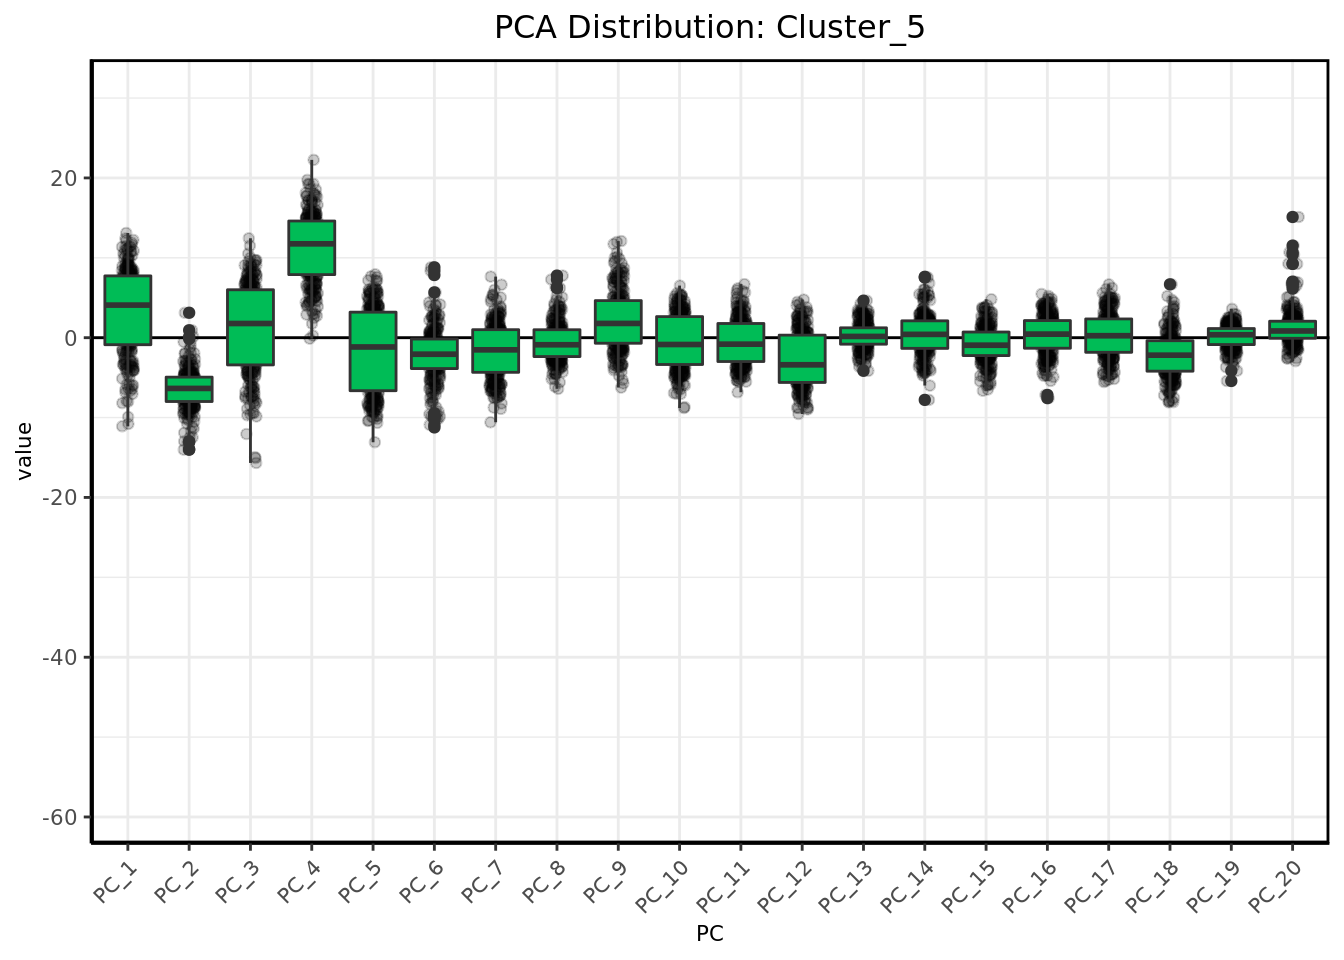 PCA Distribution: Cluster_5
value
20
0
-20
-40
-60
PC_1
PC_2
PC_3
PC_4
PC_5
PC_6
PC_7
PC_8
PC_9
PC_10
PC_11
PC_12
PC_13
PC_14
PC_15
PC_16
PC_17
PC_18
PC_19
PC_20
PC